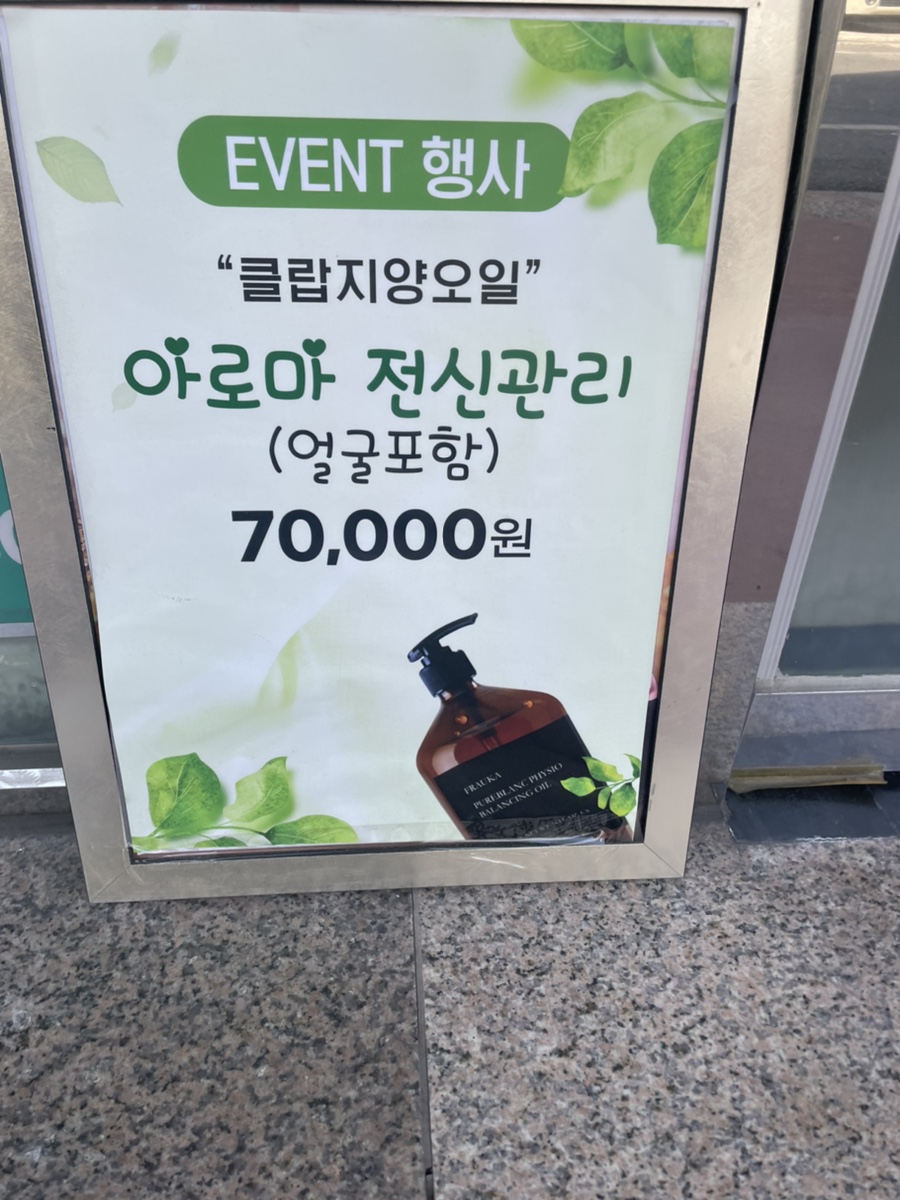 EVENT 행사
“클랍지양오일”
아로마 전신관리
(얼굴포함)
70,000원
FRAUKA
PUREBLANC PHYSIO
BALANCING OIL